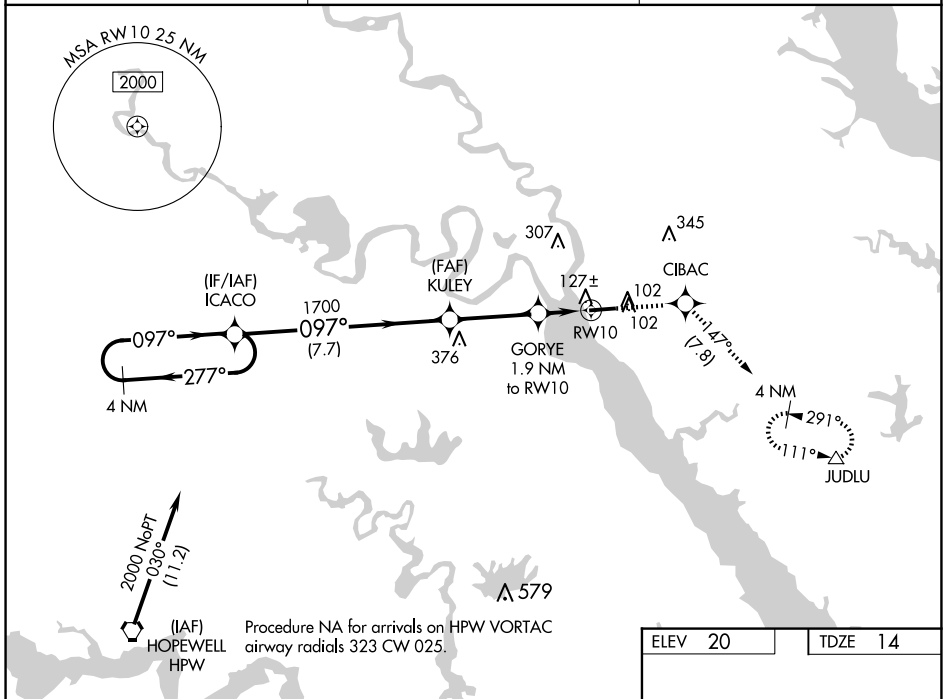 MSA RW10 25 NM
2000
307
345
(IF/IAF)
ICACO
(FAF)
KULEY
127±
102
102
CIBAC
RW10
1700
097°
(7.7)
097°
277°
4 NM
376
GORYE
1.9 NM
to RW10
147°
(7.8)
4 NM
291°
111°
JUDLU
2000 NoPT
030°
(11.2)
579
(IAF)
HOPEWELL
HPW
Procedure NA for arrivals on HPW VORTAC
airway radials 323 CW 025.
ELEV 20
TDZE 14